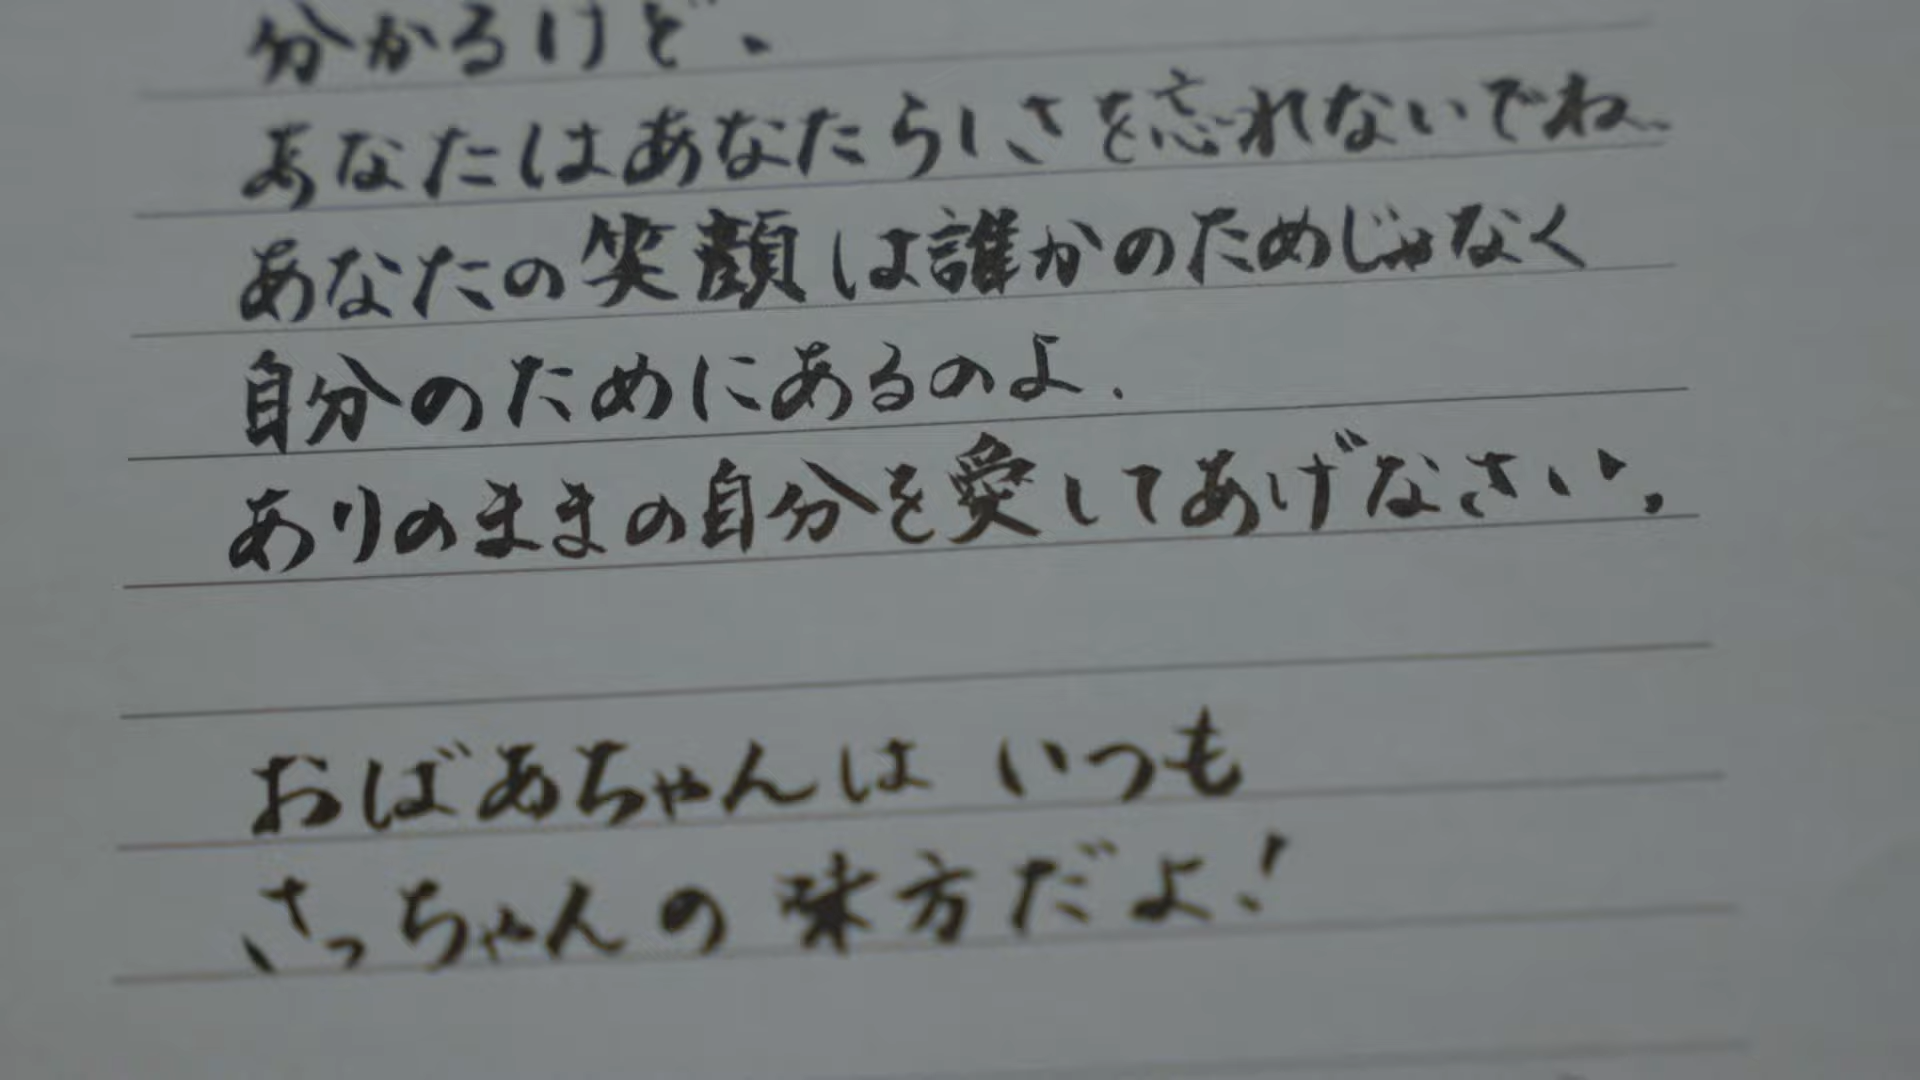 分かるけど、
あなたはあなたらしさを忘れないでね。
あなたの笑顔は誰かのためじゃなく
自分のためにあるのよ.
ありのままの自分を愛してあげなさい。
おばあちゃんは いつも
さっちゃんの 味方だよ!